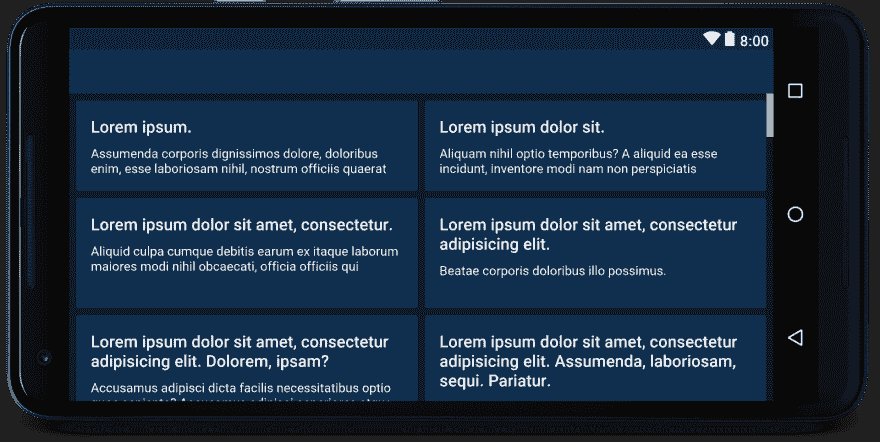 8:00
Lorem ipsum.
Assumenda corporis dignissimos dolore, doloribus
enim, esse laboriosam nihil, nostrum officiis quaerat
Lorem ipsum dolor sit.
Aliquam nihil optio temporibus? A aliquid ea esse
incidunt, inventore modi nam non perspiciatis
Lorem ipsum dolor sit amet, consectetur.
Aliquid culpa cumque debitis earum ex itaque laborum
maiores modi nihil obcaecati, officia officiis qui
Lorem ipsum dolor sit amet, consectetur
adipisicing elit.
Beatae corporis doloribus illo possimus.
Lorem ipsum dolor sit amet, consectetur
adipisicing elit. Dolorem, ipsam?
Accusamus adipisci dicta facilis necessitatibus optio
Lorem ipsum dolor sit amet, consectetur
adipisicing elit. Assumenda, laboriosam,
sequi. Pariatur.